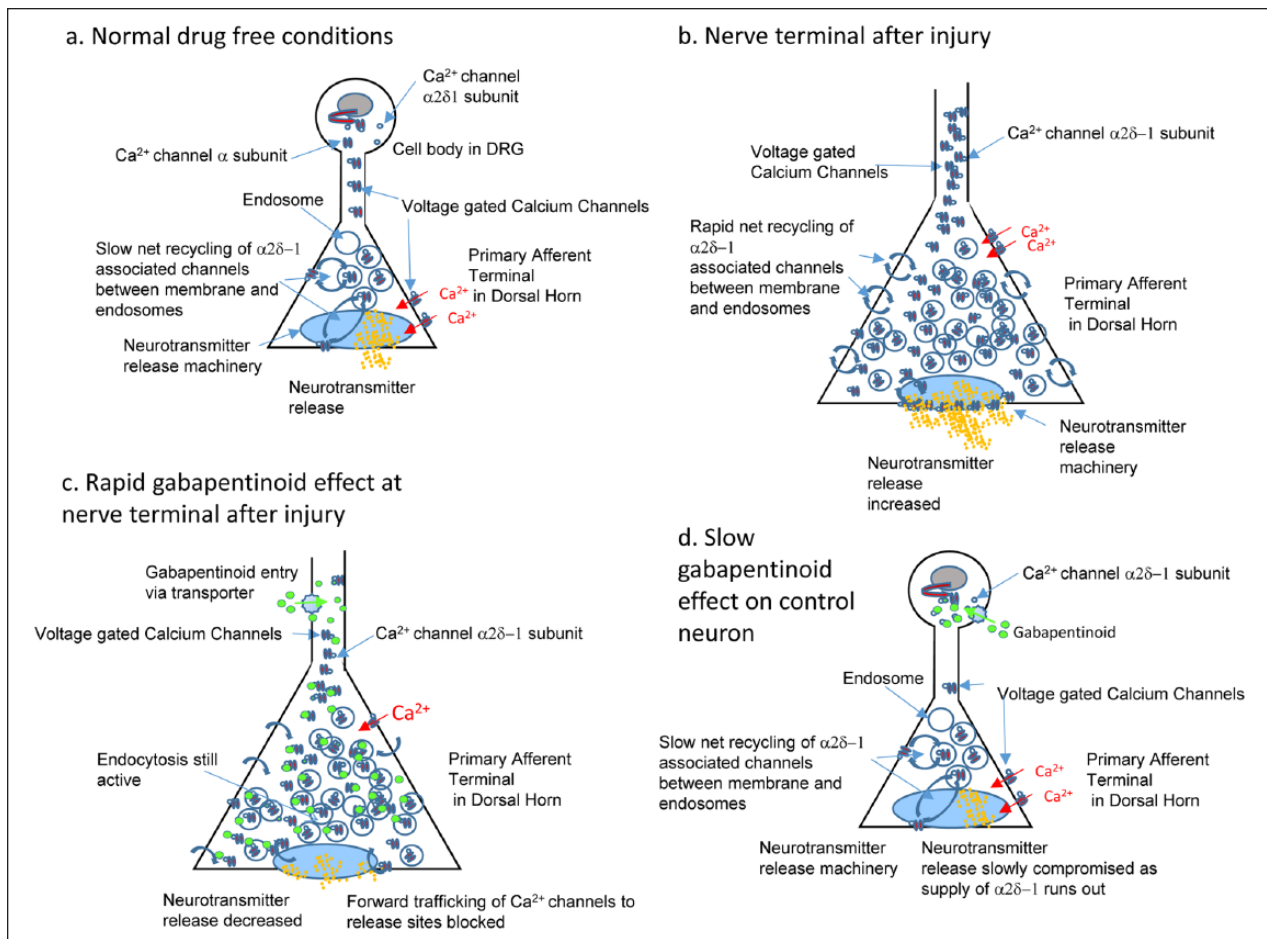 a. Normal drug free conditions
Ca²⁺ channel
α2δ1 subunit
Ca²⁺ channel α subunit
Cell body in DRG
Endosome
Voltage gated Calcium Channels
Slow net recycling of α2δ−1
associated channels
between membrane and
endosomes
Primary Afferent
Terminal
in Dorsal Horn
Ca²⁺
Ca²⁺
Neurotransmitter
release machinery
Neurotransmitter
release
b. Nerve terminal after injury
Ca²⁺ channel α2δ−1 subunit
Voltage gated
Calcium Channels
Rapid net recycling of
α2δ−1
associated channels
between membrane
and endosomes
Ca²⁺
Ca²⁺
Primary Afferent
Terminal
in Dorsal Horn
Neurotransmitter
release
machinery
Neurotransmitter
release
increased
c. Rapid gabapentinoid effect at
nerve terminal after injury
Gabapentinoid entry
via transporter
Voltage gated Calcium Channels
Ca²⁺ channel α2δ−1 subunit
Ca²⁺
Endocytosis still
active
Primary Afferent
Terminal
in Dorsal Horn
Neurotransmitter
release decreased
Forward trafficking of Ca²⁺ channels to
release sites blocked
d. Slow
gabapentinoid
effect on control
neuron
Ca²⁺ channel α2δ−1 subunit
Gabapentinoid
Endosome
Voltage gated Calcium Channels
Slow net recycling of α2δ−1
associated channels
between membrane and
endosomes
Ca²⁺
Ca²⁺
Primary Afferent
Terminal
in Dorsal Horn
Neurotransmitter
release machinery
Neurotransmitter
release slowly compromised as
supply of α2δ−1 runs out